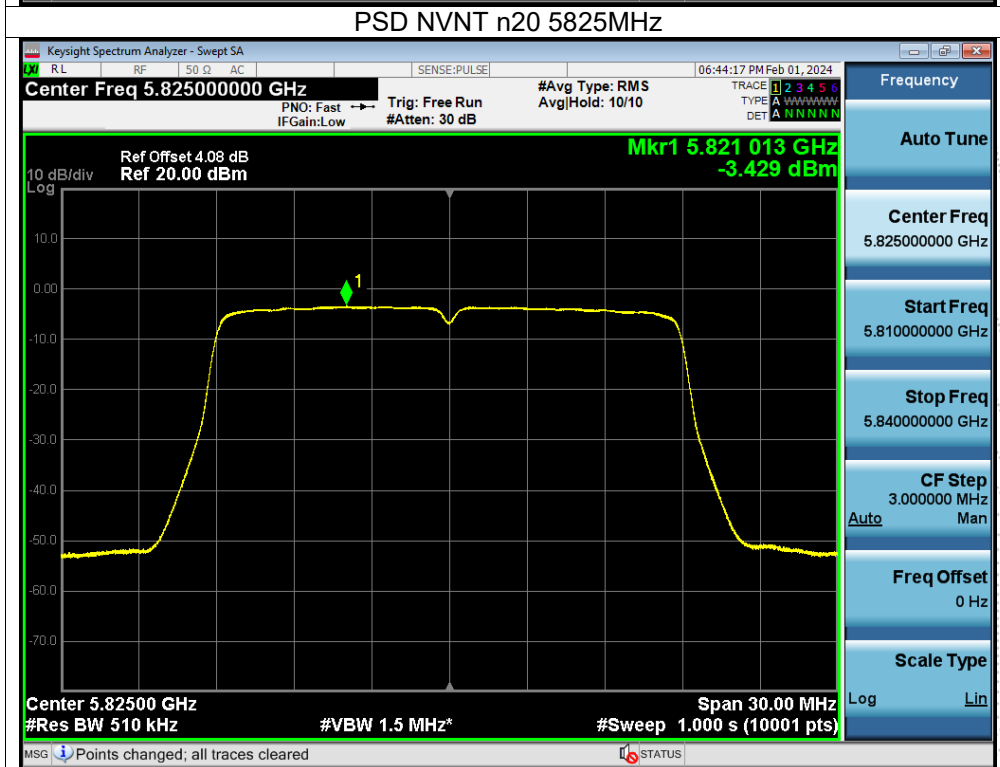 PSD NVNT n20 5825MHz
Keysight Spectrum Analyzer - Swept SA
LXI RL RF 50 Ω AC SENSE:PULSE 06:44:17 PM Feb 01, 2024
Center Freq 5.825000000 GHz
PNO: Fast
IFGain:Low
Trig: Free Run
#Atten: 30 dB
#Avg Type: RMS
Avg|Hold: 10/10
TRACE 1 2 3 4 5 6
TYPE A WWWWW
DET A N N N N N
Ref Offset 4.08 dB
10 dB/div Ref 20.00 dBm
Log
Mkr1 5.821 013 GHz
-3.429 dBm
1
10.0
0.00
-10.0
-20.0
-30.0
-40.0
-50.0
-60.0
-70.0
Center 5.82500 GHz Span 30.00 MHz
#Res BW 510 kHz #VBW 1.5 MHz* #Sweep 1.000 s (10001 pts)
MSG Points changed; all traces cleared STATUS
Frequency
Auto Tune
Center Freq
5.825000000 GHz
Start Freq
5.810000000 GHz
Stop Freq
5.840000000 GHz
CF Step
3.000000 MHz
Auto Man
Freq Offset
0 Hz
Scale Type
Log Lin